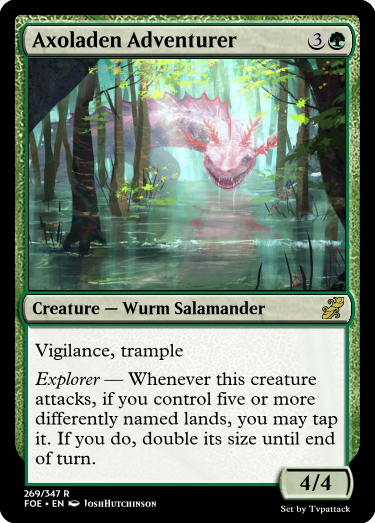 Axoladen Adventurer 3
Creature — Wurm Salamander
Vigilance, trample
Explorer — Whenever this creature
attacks, if you control five or more
differently named lands, you may tap
it. If you do, double its size until end
of turn.
4/4
269/347 R
FOE • EN JoshHutchinson
Set by Tvpattack